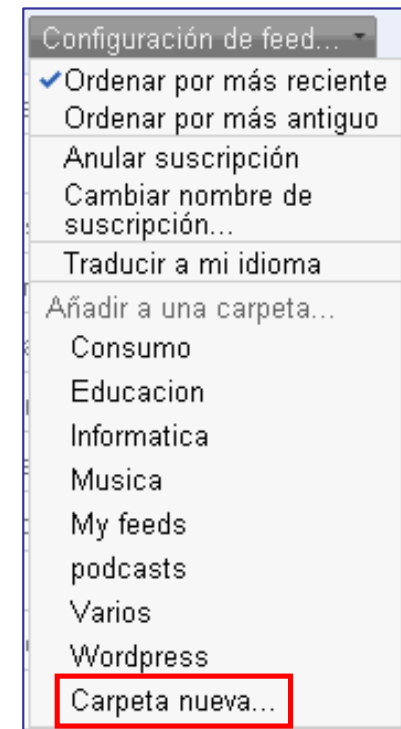 Configuración de feed...
Ordenar por más reciente
Ordenar por más antiguo
Anular suscripción
Cambiar nombre de
suscripción...
Traducir a mi idioma
Añadir a una carpeta...
Consumo
Educacion
Informatica
Musica
My feeds
podcasts
Varios
Wordpress
Carpeta nueva...